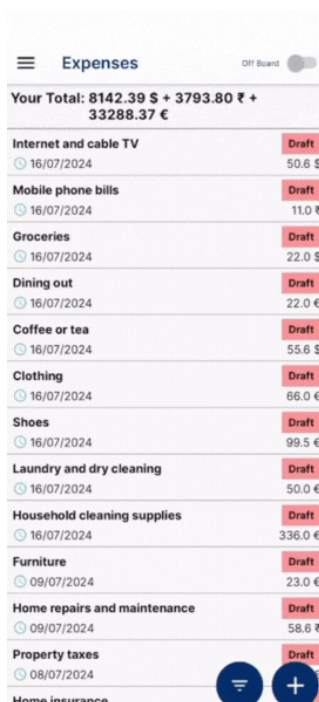 Expenses
Off Board
Your Total: 8142.39 $ + 3793.80 ₹ +
33288.37 €
Internet and cable TV
Draft
16/07/2024
50.6 $
Mobile phone bills
Draft
16/07/2024
11.0 ₹
Groceries
Draft
16/07/2024
22.0 $
Dining out
Draft
16/07/2024
22.0 €
Coffee or tea
Draft
16/07/2024
55.6 $
Clothing
Draft
16/07/2024
66.0 €
Shoes
Draft
16/07/2024
99.5 €
Laundry and dry cleaning
Draft
16/07/2024
50.0 €
Household cleaning supplies
Draft
16/07/2024
336.0 €
Furniture
Draft
09/07/2024
23.0 €
Home repairs and maintenance
Draft
09/07/2024
58.6 ₹
Property taxes
Draft
08/07/2024
Home insurance